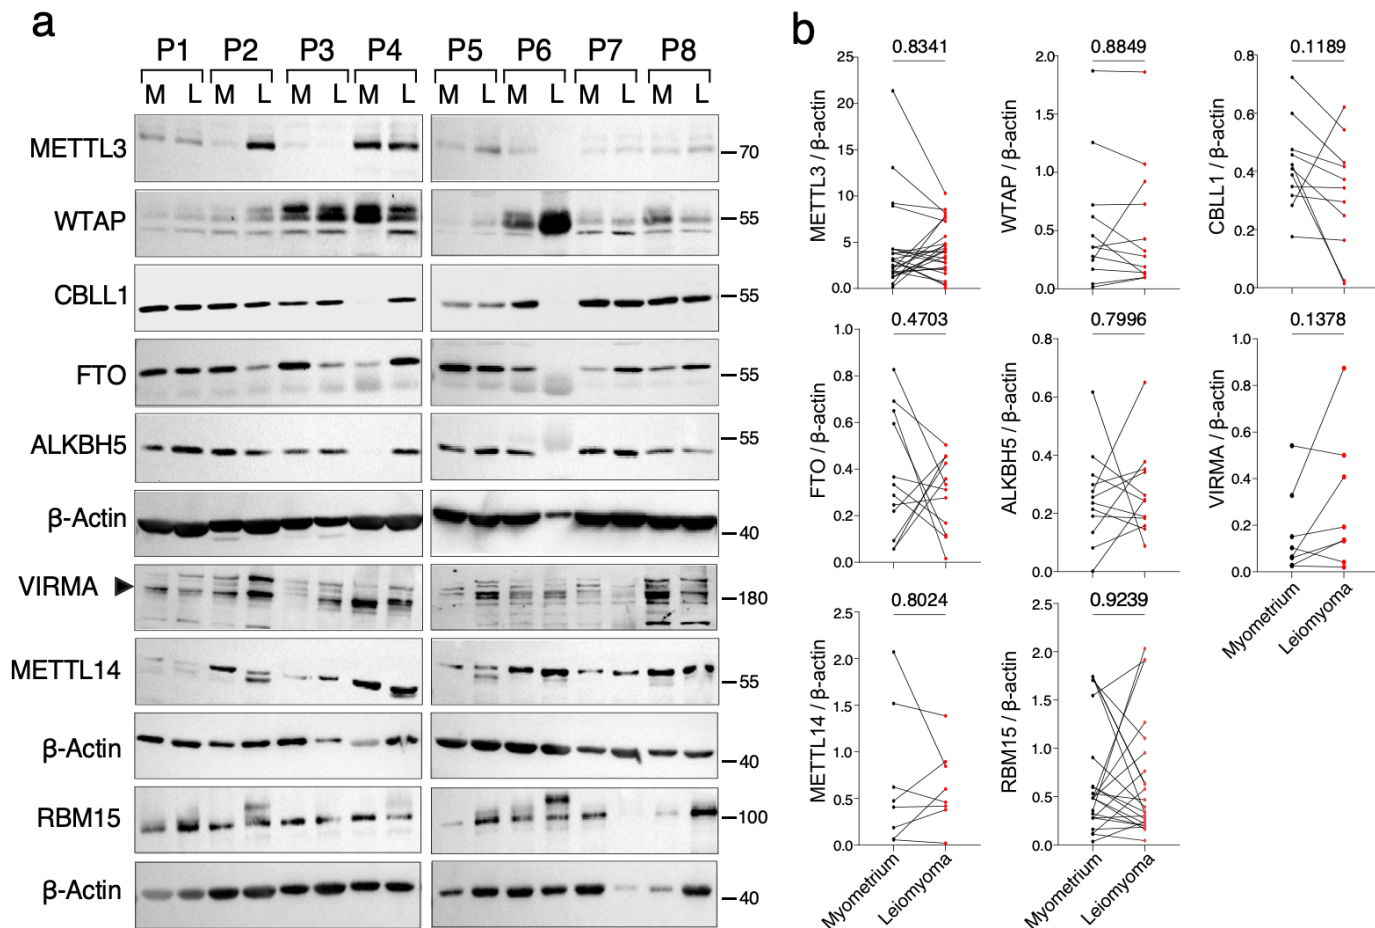 a
P1 P2 P3 P4 P5 P6 P7 P8
M L M L M L M L M L M L M L M L
METTL3
70
WTAP
55
CBLL1
55
FTO
55
ALKBH5
55
β-Actin
40
VIRMA
180
METTL14
55
β-Actin
40
RBM15
100
β-Actin
40
b
0.8341
METTL3 / β-actin
25
20
15
10
5
0.0
0.8849
WTAP / β-actin
2.0
1.5
1.0
0.5
0.0
0.1189
CBLL1 / β-actin
0.8
0.6
0.4
0.2
0.0
0.4703
FTO / β-actin
1.0
0.8
0.6
0.4
0.2
0.0
0.7996
ALKBH5 / β-actin
0.8
0.6
0.4
0.2
0.0
0.1378
VIRMA / β-actin
1.0
0.8
0.6
0.4
0.2
0.0
Myometrium
Leiomyoma
0.8024
METTL14 / β-actin
2.5
2.0
1.5
1.0
0.5
0.0
Myometrium
Leiomyoma
0.9239
RBM15 / β-actin
2.5
2.0
1.5
1.0
0.5
0.0
Myometrium
Leiomyoma